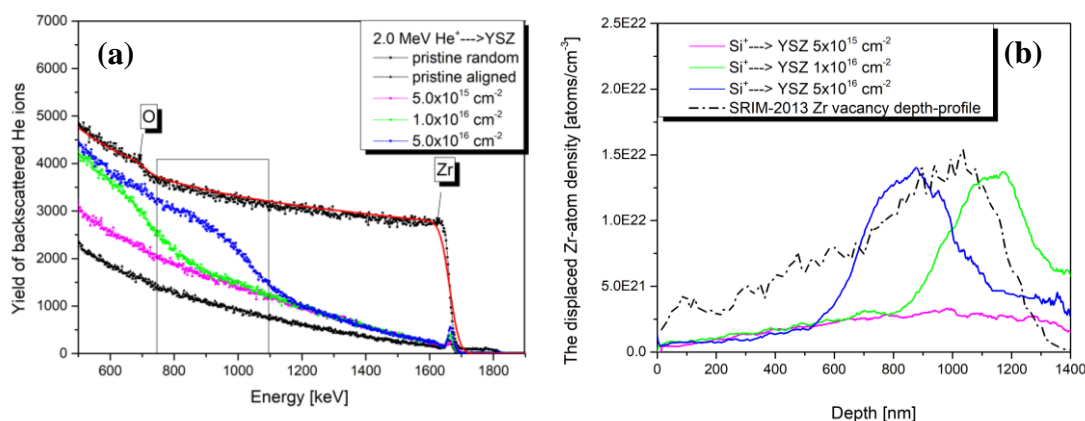 7000
6000
5000
4000
3000
2000
1000
0
Yield of backscattered He ions
(a)
2.0 MeV He⁺--->YSZ
pristine random
pristine aligned
5.0x10¹⁵ cm⁻²
1.0x10¹⁶ cm⁻²
5.0x10¹⁶ cm⁻²
O
Zr
600 800 1000 1200 1400 1600 1800
Energy [keV]
2.5E22
2.0E22
1.5E22
1.0E22
5.0E21
0.0
The displaced Zr-atom density [atoms/cm⁻³]
Si⁺---> YSZ 5x10¹⁵ cm⁻²
Si⁺---> YSZ 1x10¹⁶ cm⁻²
Si⁺---> YSZ 5x10¹⁶ cm⁻²
SRIM-2013 Zr vacancy depth-profile
(b)
0 200 400 600 800 1000 1200 1400
Depth [nm]